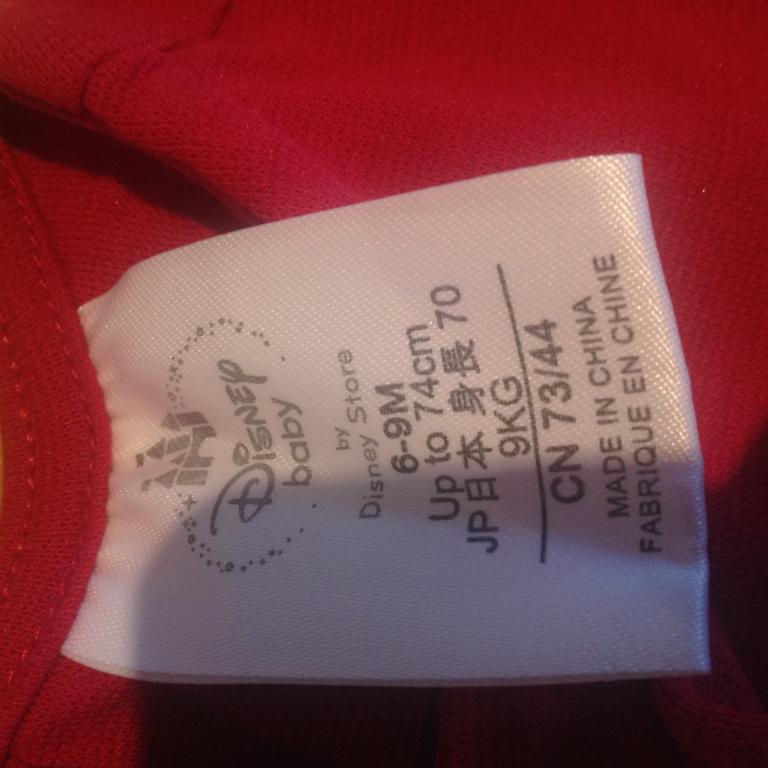 Disney
baby
by
Disney Store
6-9M
Up to 74cm
JP日本 身長 70
9KG
CN 73/44
MADE IN CHINA
FABRIQUE EN CHINE